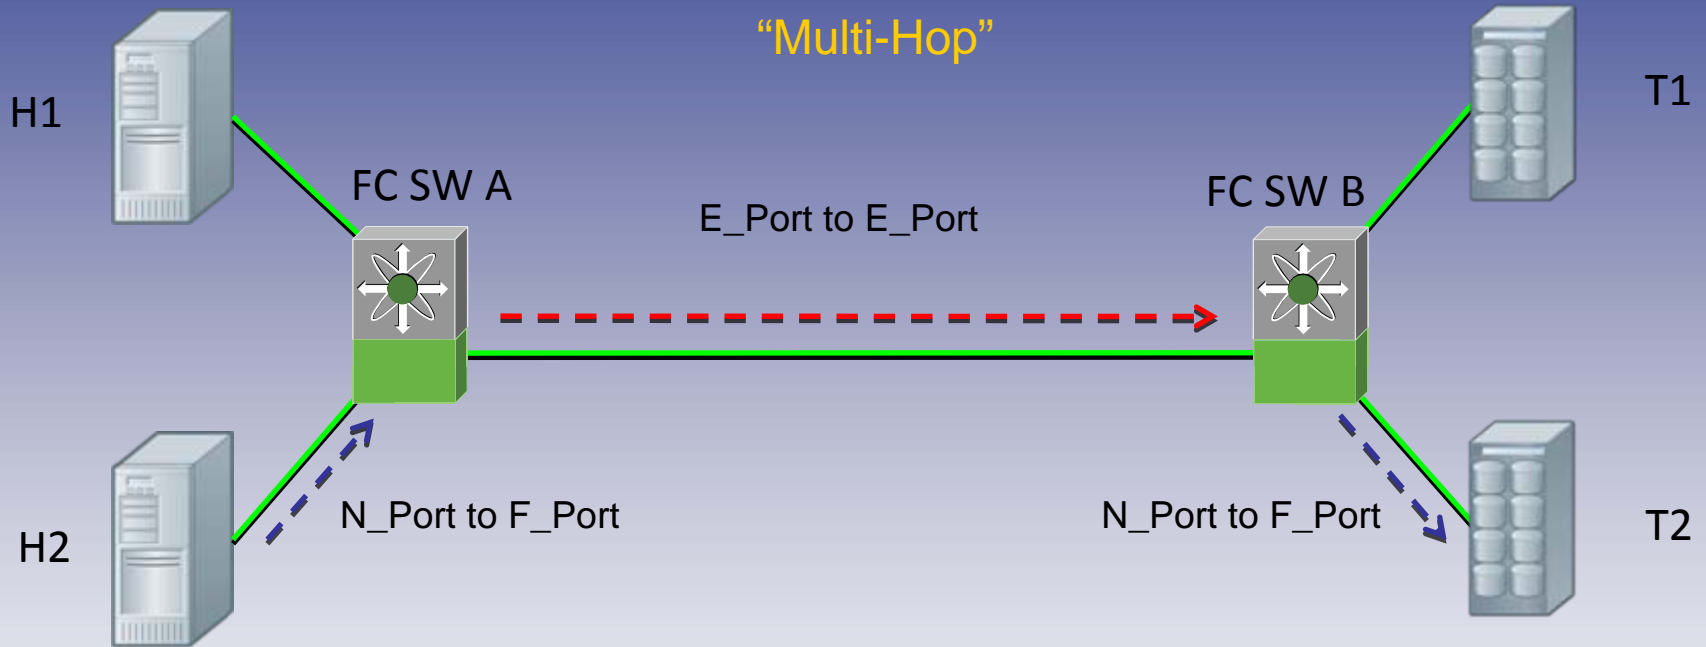 “Multi-Hop”
H1
T1
FC SW A
FC SW B
E_Port to E_Port
N_Port to F_Port
N_Port to F_Port
H2
T2